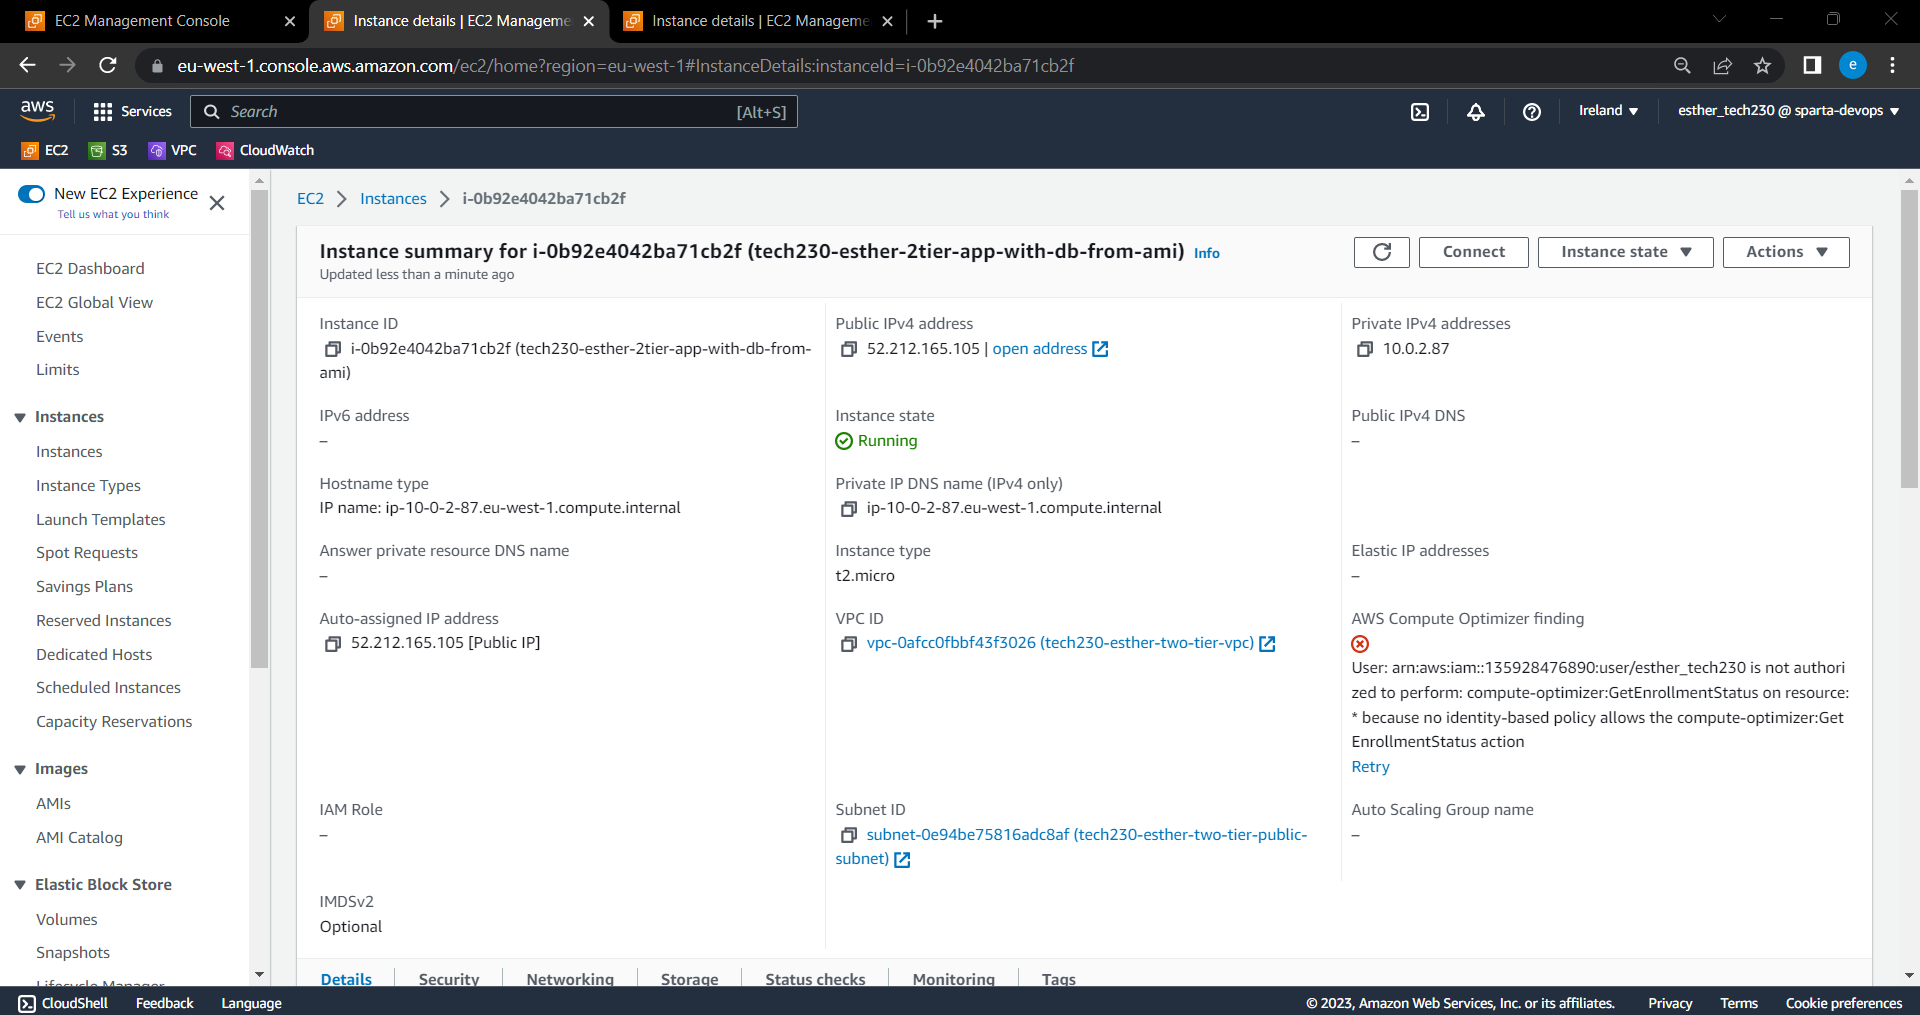 EC2 Management Console
Instance details | EC2 Manageme
Instance details | EC2 Manageme
eu-west-1.console.aws.amazon.com/ec2/home?region=eu-west-1#InstanceDetails:instanceId=i-0b92e4042ba71cb2f
e
aws
Services
Search
[Alt+S]
Ireland
esther_tech230 @ sparta-devops
EC2
S3
VPC
CloudWatch
New EC2 Experience
Tell us what you think
EC2 Dashboard
EC2 Global View
Events
Limits
Instances
Instances
Instance Types
Launch Templates
Spot Requests
Savings Plans
Reserved Instances
Dedicated Hosts
Scheduled Instances
Capacity Reservations
Images
AMIs
AMI Catalog
Elastic Block Store
Volumes
Snapshots
Lifecycle Manager
EC2 > Instances > i-0b92e4042ba71cb2f
Instance summary for i-0b92e4042ba71cb2f (tech230-esther-2tier-app-with-db-from-ami) Info
Updated less than a minute ago
Connect
Instance state
Actions
Instance ID
i-0b92e4042ba71cb2f (tech230-esther-2tier-app-with-db-from-
ami)
Public IPv4 address
52.212.165.105 | open address
Private IPv4 addresses
10.0.2.87
IPv6 address
–
Instance state
Running
Public IPv4 DNS
–
Hostname type
IP name: ip-10-0-2-87.eu-west-1.compute.internal
Private IP DNS name (IPv4 only)
ip-10-0-2-87.eu-west-1.compute.internal
Answer private resource DNS name
–
Instance type
t2.micro
Elastic IP addresses
–
Auto-assigned IP address
52.212.165.105 [Public IP]
VPC ID
vpc-0afcc0fbbf43f3026 (tech230-esther-two-tier-vpc)
AWS Compute Optimizer finding
User: arn:aws:iam::135928476890:user/esther_tech230 is not authori
zed to perform: compute-optimizer:GetEnrollmentStatus on resource:
* because no identity-based policy allows the compute-optimizer:Get
EnrollmentStatus action
Retry
IAM Role
–
Subnet ID
subnet-0e94be75816adc8af (tech230-esther-two-tier-public-
subnet)
Auto Scaling Group name
–
IMDSv2
Optional
Details
Security
Networking
Storage
Status checks
Monitoring
Tags
CloudShell
Feedback
Language
© 2023, Amazon Web Services, Inc. or its affiliates.
Privacy
Terms
Cookie preferences